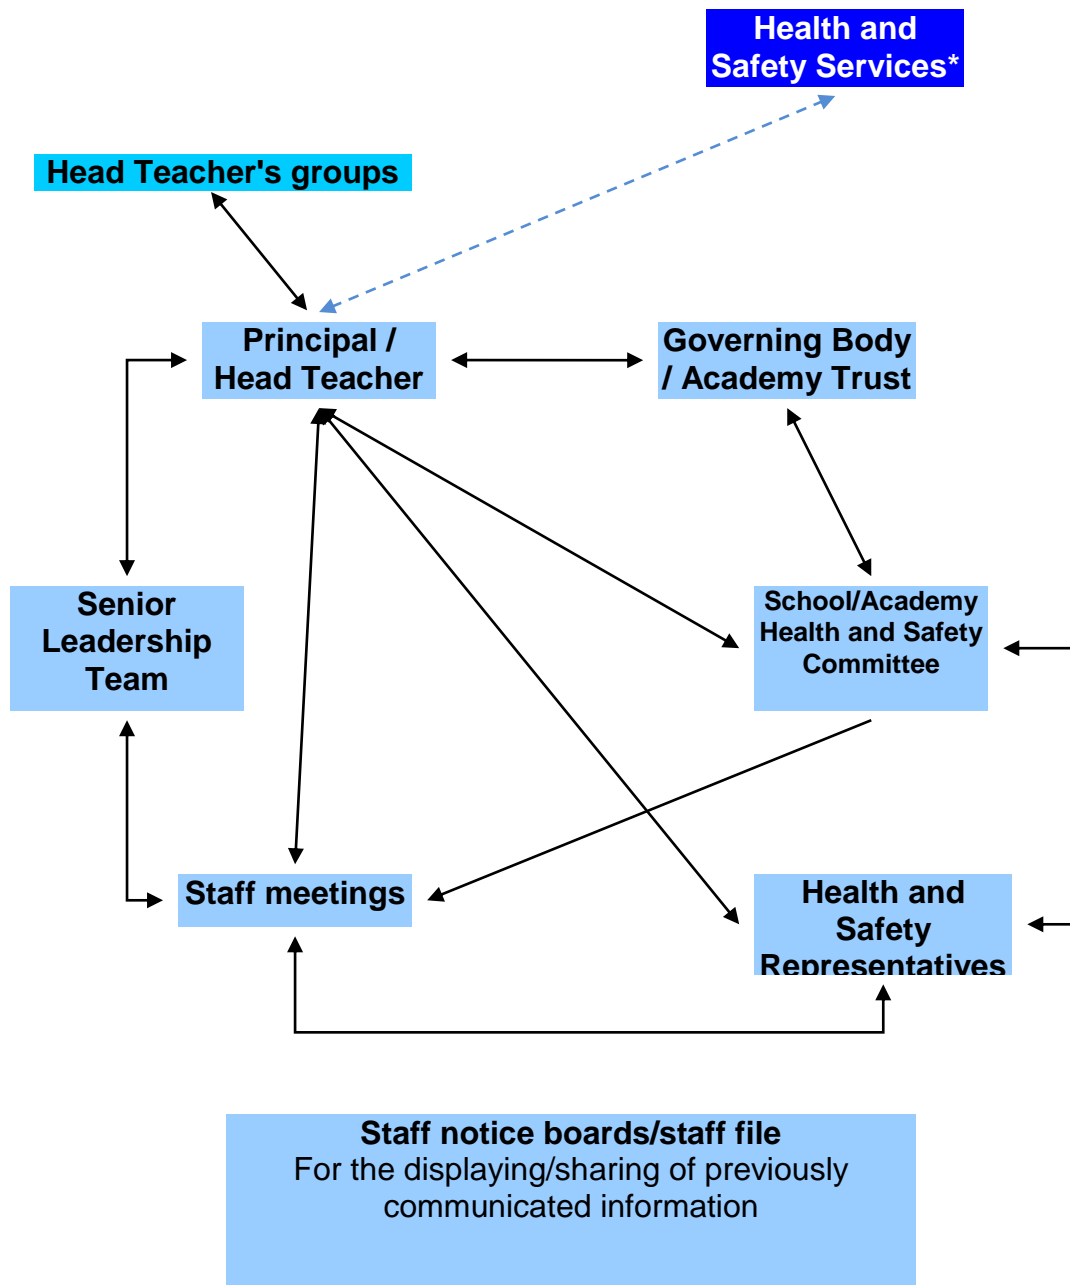 Health and
Safety Services*
Head Teacher's groups
Principal /
Head Teacher
Governing Body
/ Academy Trust
Senior
Leadership
Team
School/Academy
Health and Safety
Committee
Staff meetings
Health and
Safety
Representatives
Staff notice boards/staff file
For the displaying/sharing of previously
communicated information